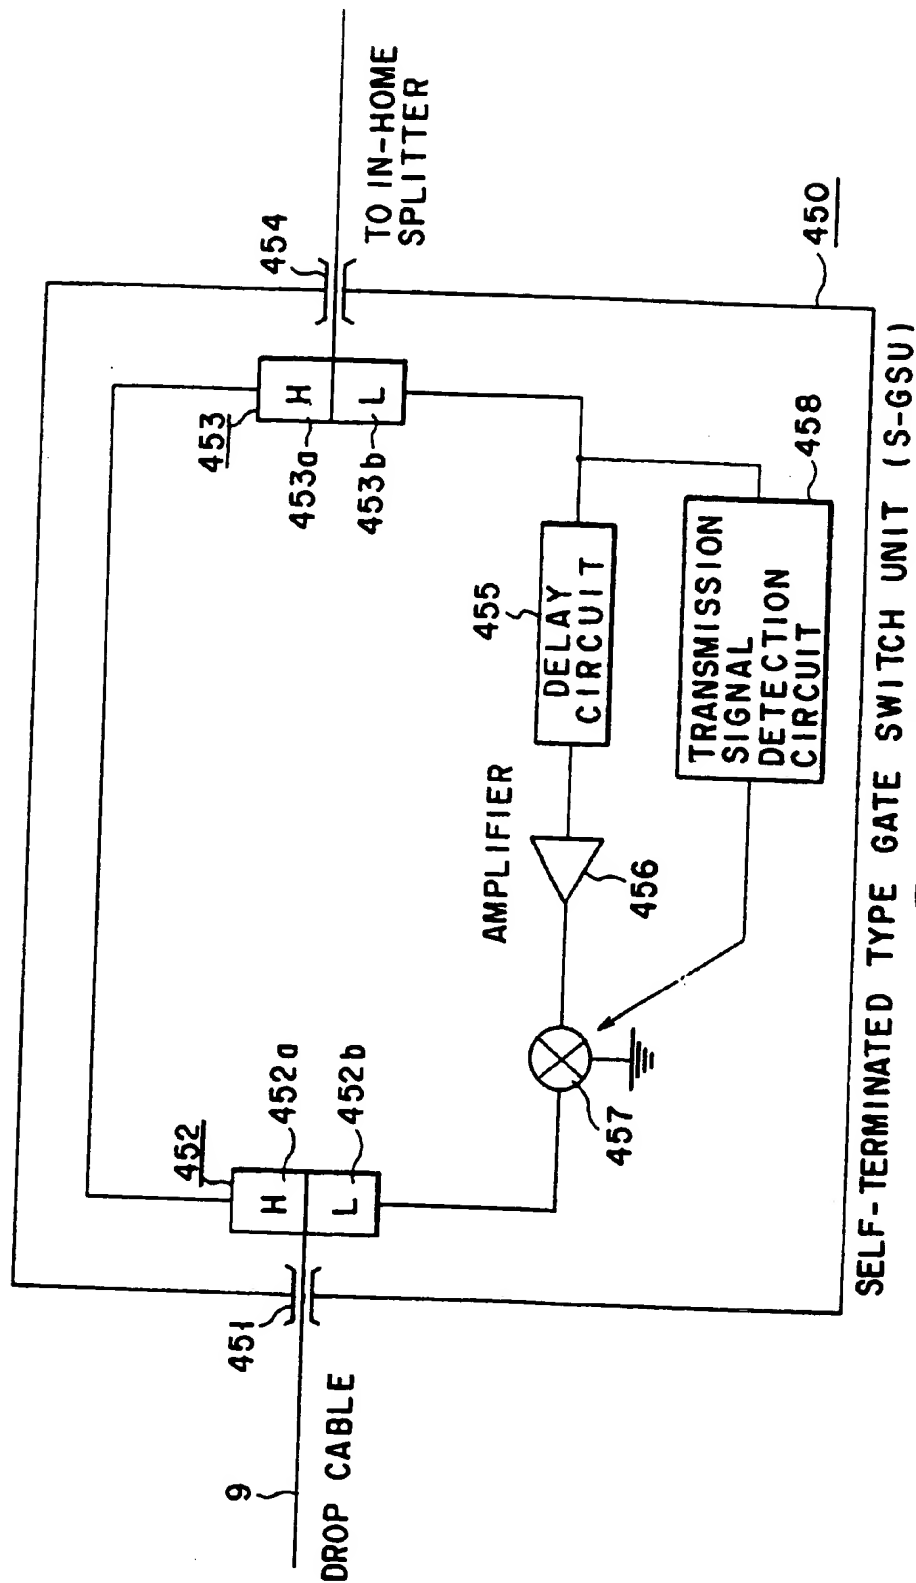 454
TO IN-HOME
SPLITTER
450
453
H
453a
L
453b
452
H
452a
L
452b
451
9
DROP CABLE
455
DELAY
CIRCUIT
AMPLIFIER
456
457
458
TRANSMISSION
SIGNAL
DETECTION
CIRCUIT
SELF-TERMINATED TYPE GATE SWITCH UNIT (S-GSU)